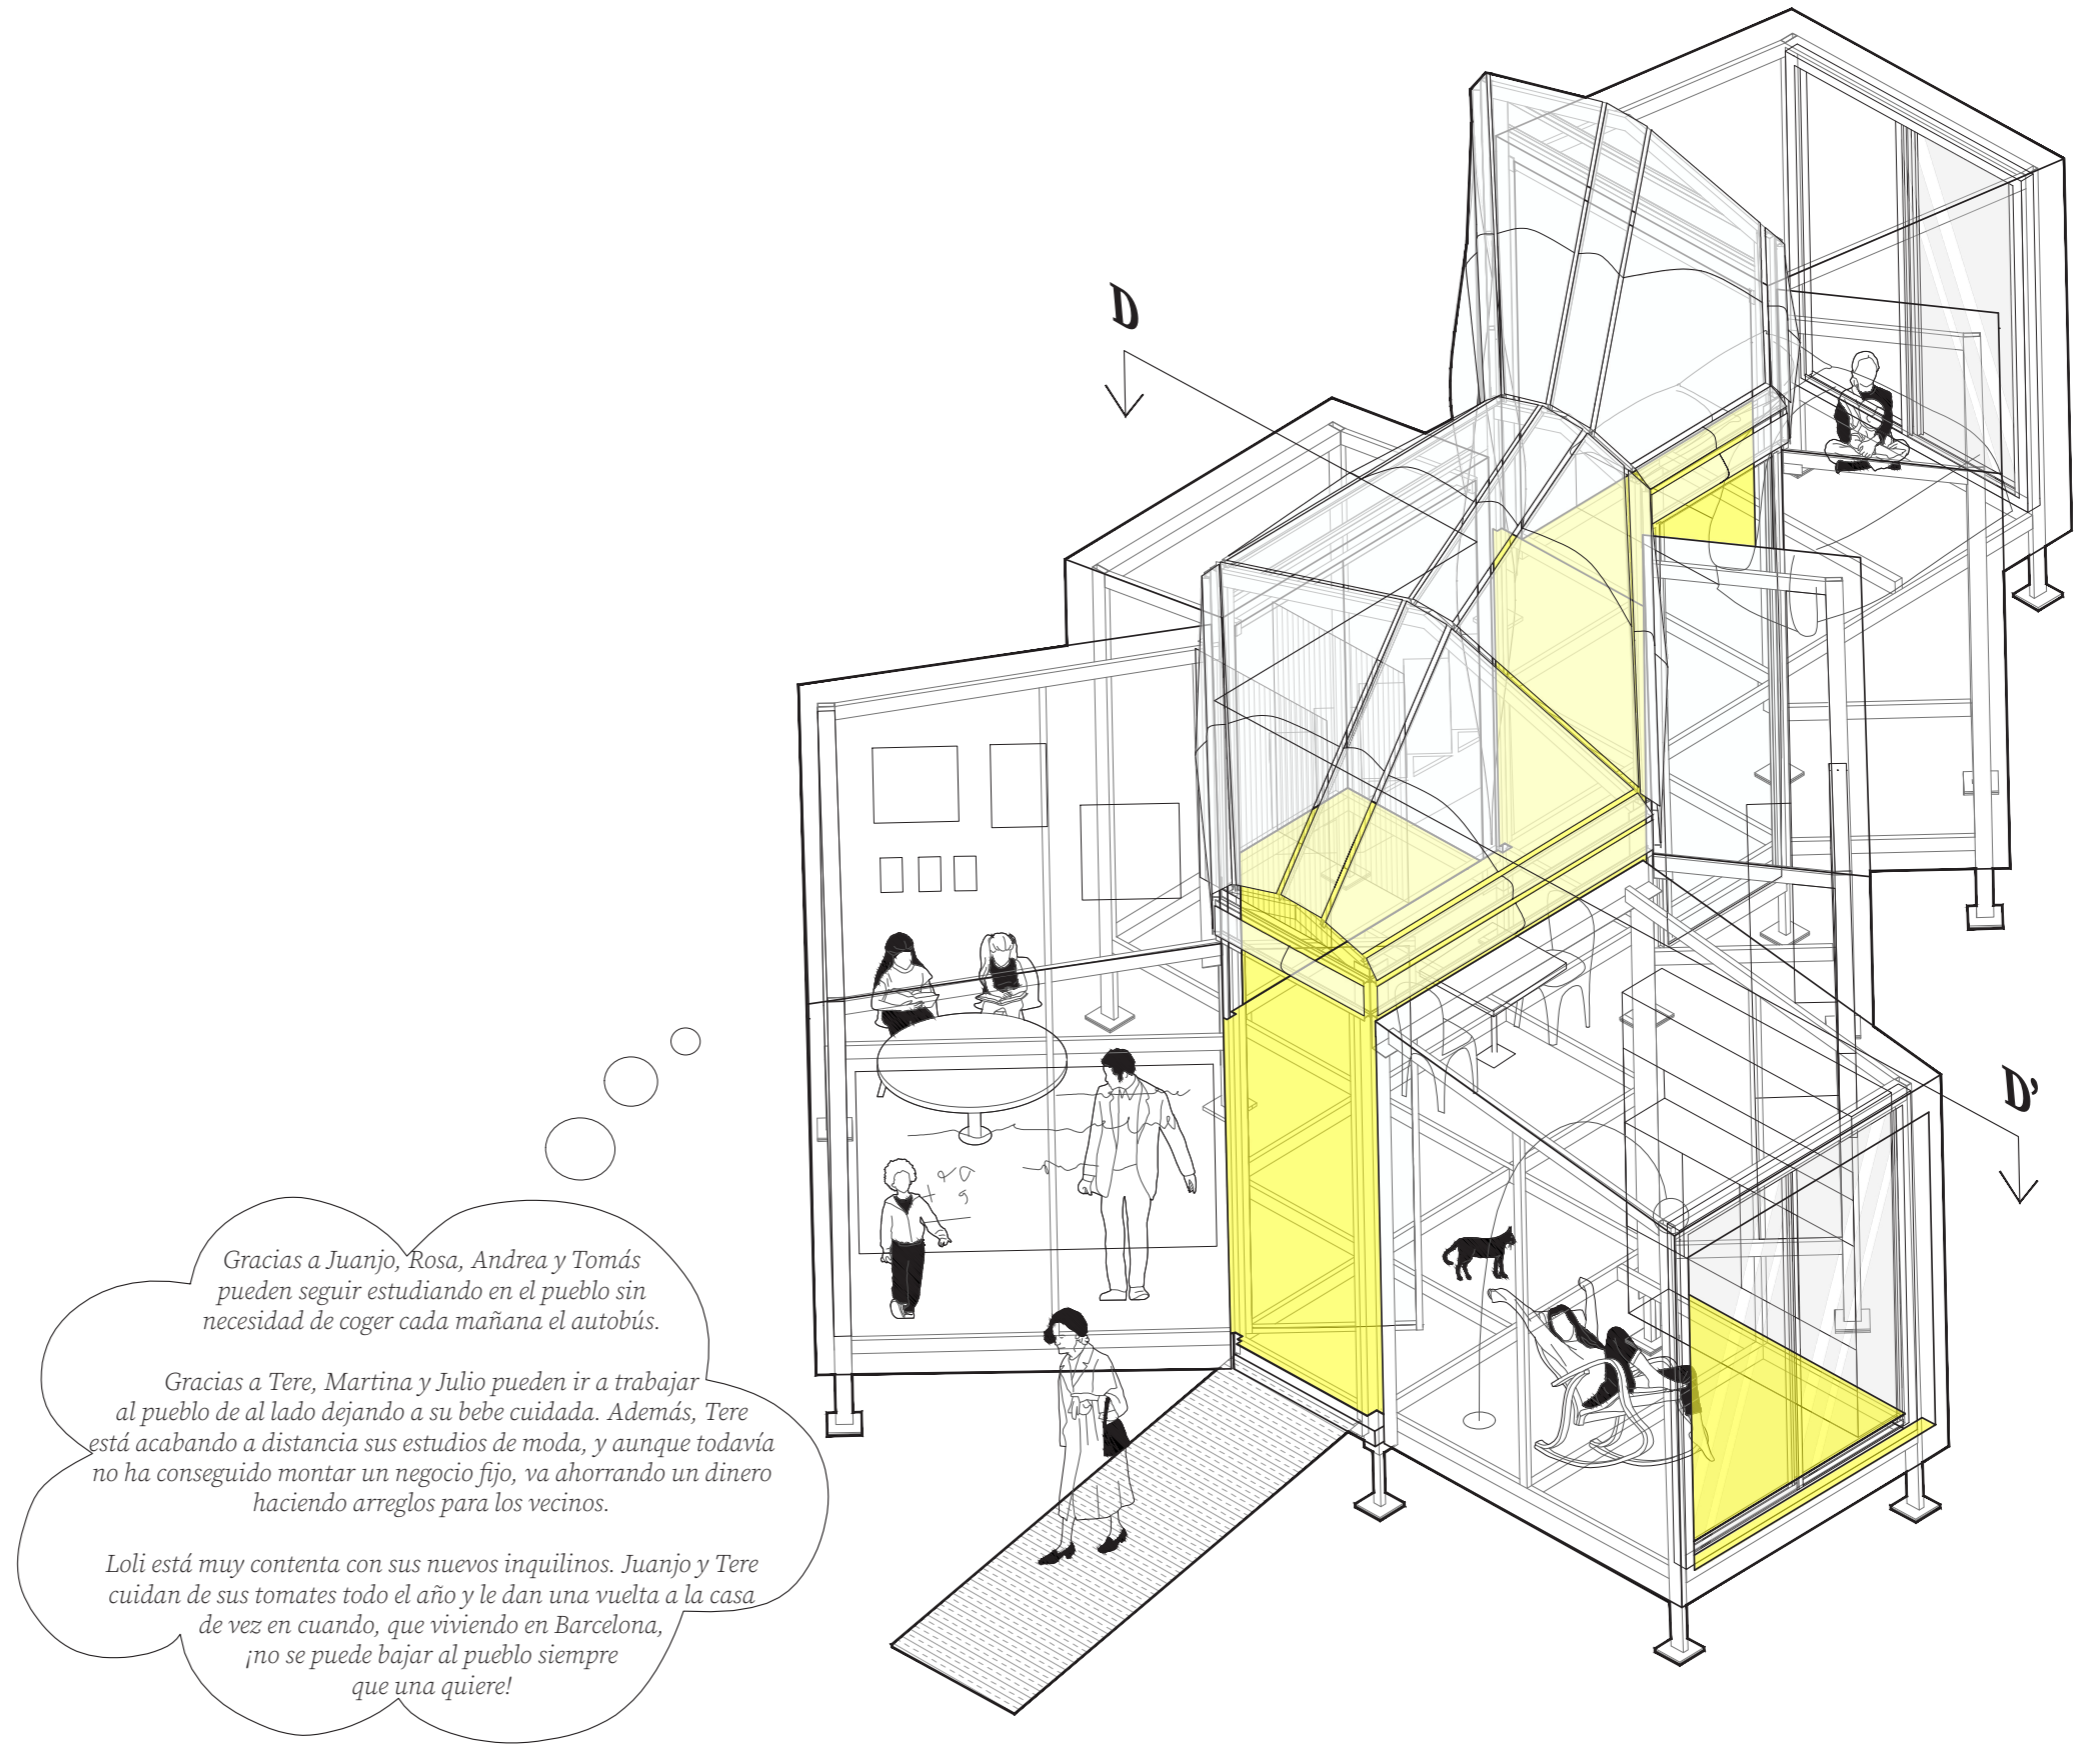 D
D'
Gracias a Juanjo, Rosa, Andrea y Tomás
pueden seguir estudiando en el pueblo sin
necesidad de coger cada mañana el autobús.
Gracias a Tere, Martina y Julio pueden ir a trabajar
al pueblo de al lado dejando a su bebe cuidada. Además, Tere
está acabando a distancia sus estudios de moda, y aunque todavía
no ha conseguido montar un negocio fijo, va ahorrando un dinero
haciendo arreglos para los vecinos.
Loli está muy contenta con sus nuevos inquilinos. Juanjo y Tere
cuidan de sus tomates todo el año y le dan una vuelta a la casa
de vez en cuando, que viviendo en Barcelona,
¡no se puede bajar al pueblo siempre
que una quiere!